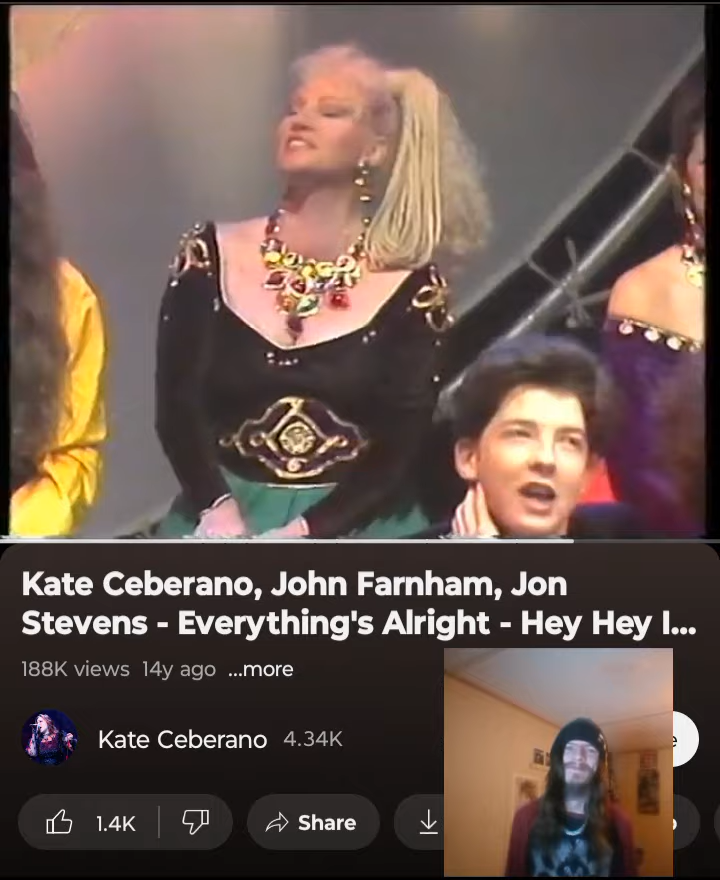 Kate Ceberano, John Farnham, Jon
Stevens - Everything's Alright - Hey Hey I...
188K views 14y ago ...more
Kate Ceberano 4.34K
1.4K Share